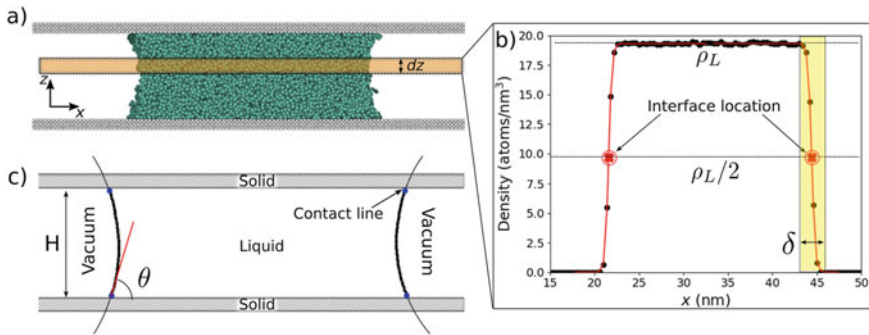 a)
dz
z
x
b)
20.0
17.5
15.0
12.5
10.0
7.5
5.0
2.5
0.0
Density (atoms/nm³)
ρ_L
Interface location
ρ_L/2
δ
15 20 25 30 35 40 45 50
x (nm)
c)
Solid
Contact line
H
Vacuum
Liquid
Vacuum
θ
Solid